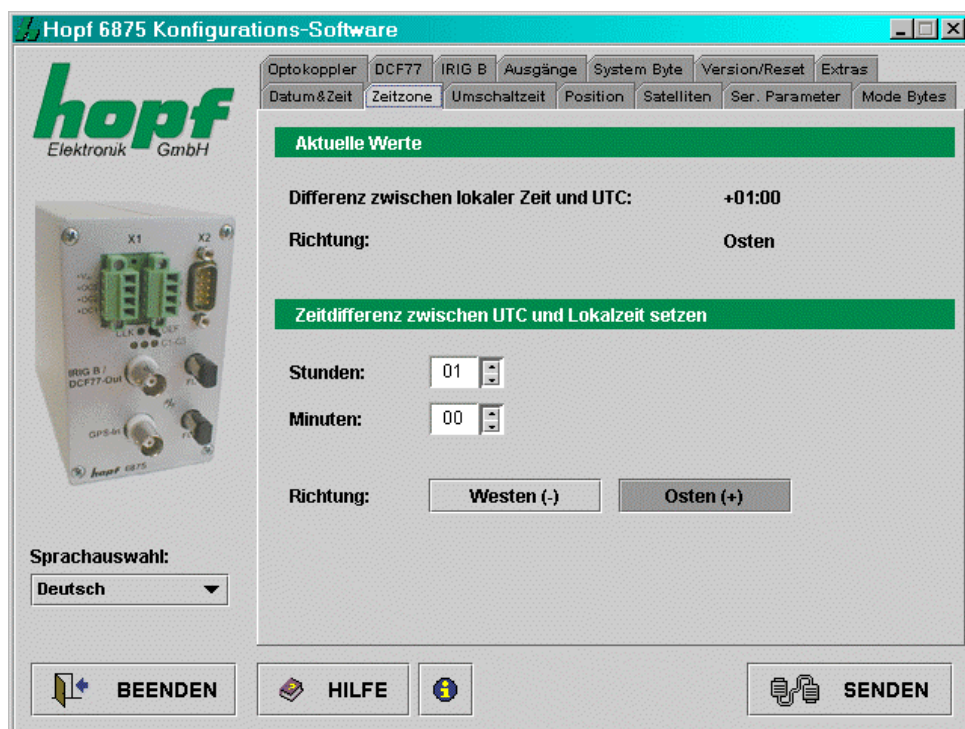 Hopf 6875 Konfigurations-Software
hopf
Elektronik GmbH
Optokoppler DCF77 IRIG B Ausgänge System Byte Version/Reset Extras
Datum&Zeit Zeitzone Umschaltzeit Position Satelliten Ser. Parameter Mode Bytes
Aktuelle Werte
Differenz zwischen lokaler Zeit und UTC: +01:00
Richtung: Osten
Zeitdifferenz zwischen UTC und Lokalzeit setzen
Stunden: 01
Minuten: 00
Richtung: Westen (-) Osten (+)
X1 X2
C1-C3
IRIG B /
DCF77-Out
GPS-In
hopf 6875
Sprachauswahl:
Deutsch
BEENDEN HILFE SENDEN